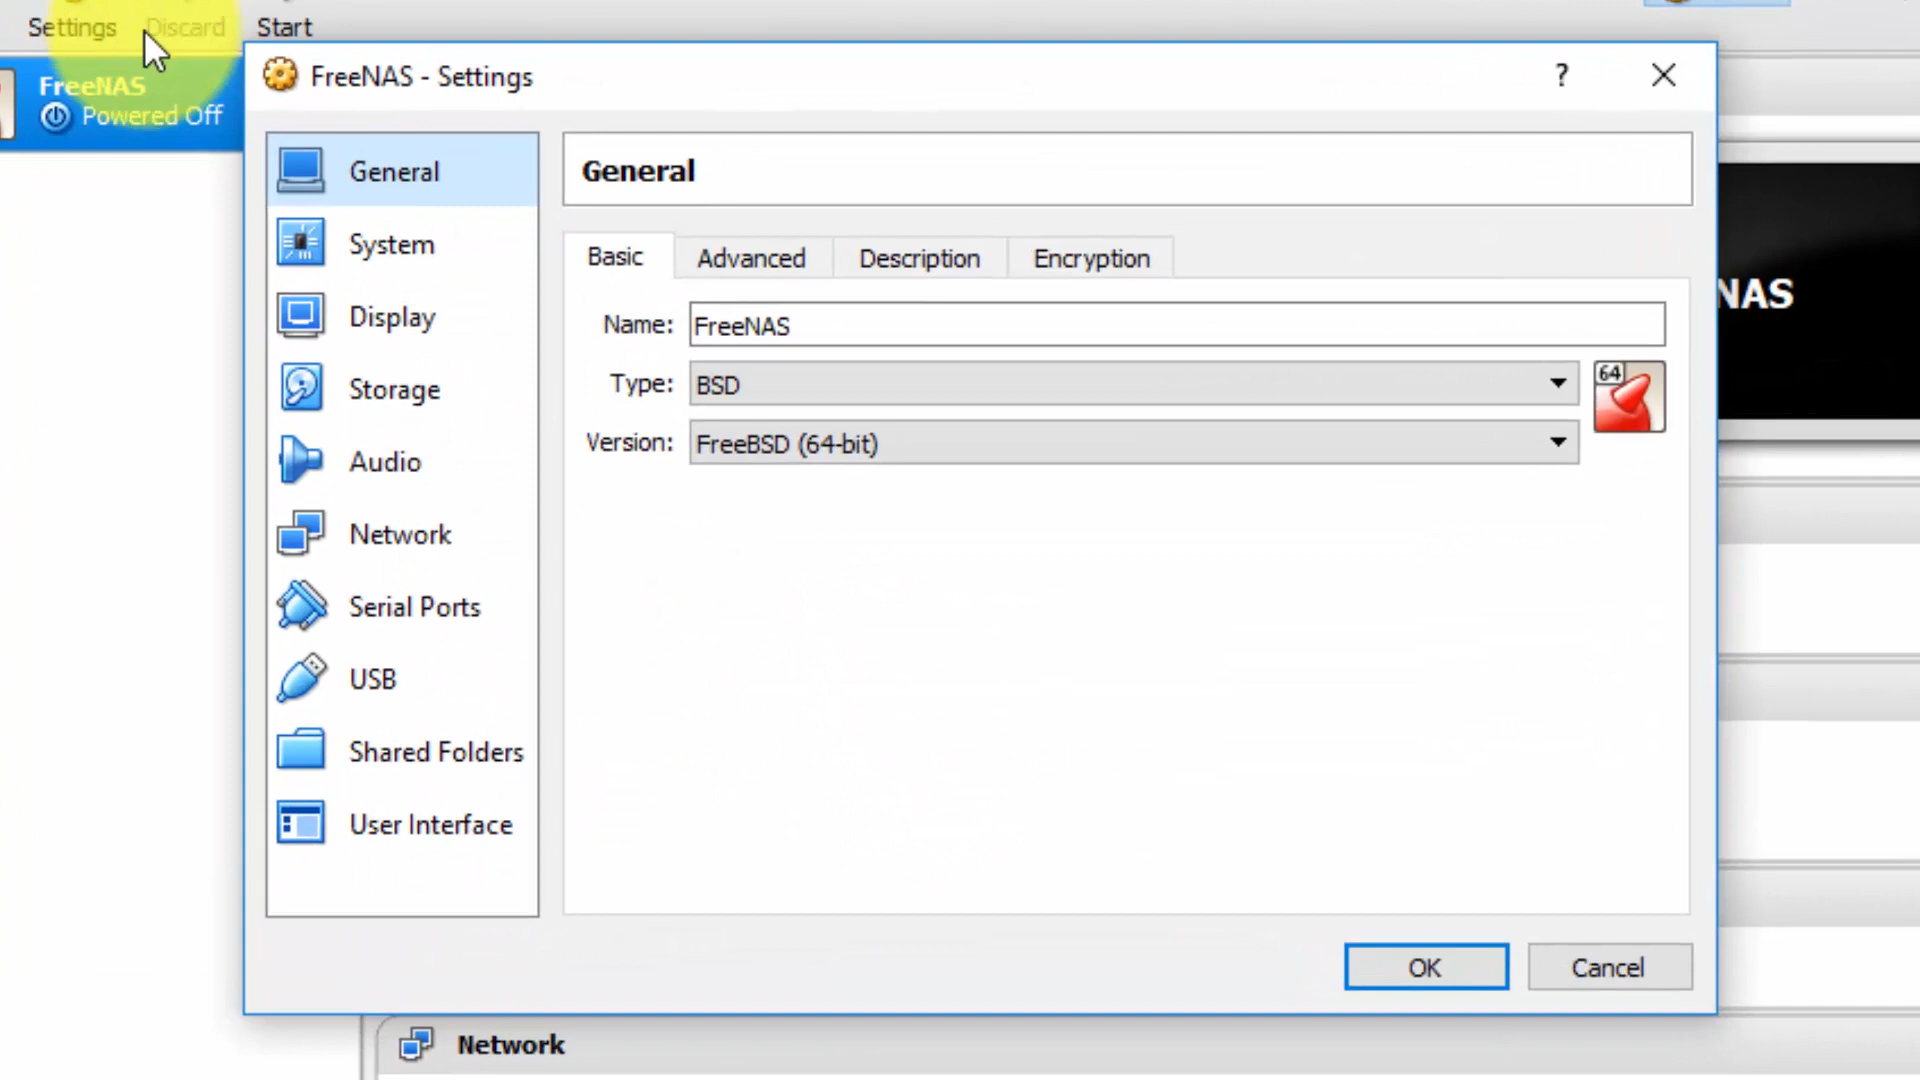 Settings Discard Start
FreeNAS
Powered Off
FreeNAS - Settings ?
General
System
Display
Storage
Audio
Network
Serial Ports
USB
Shared Folders
User Interface
General
Basic Advanced Description Encryption
Name: FreeNAS
Type: BSD
64
Version: FreeBSD (64-bit)
OK Cancel
NAS
Network